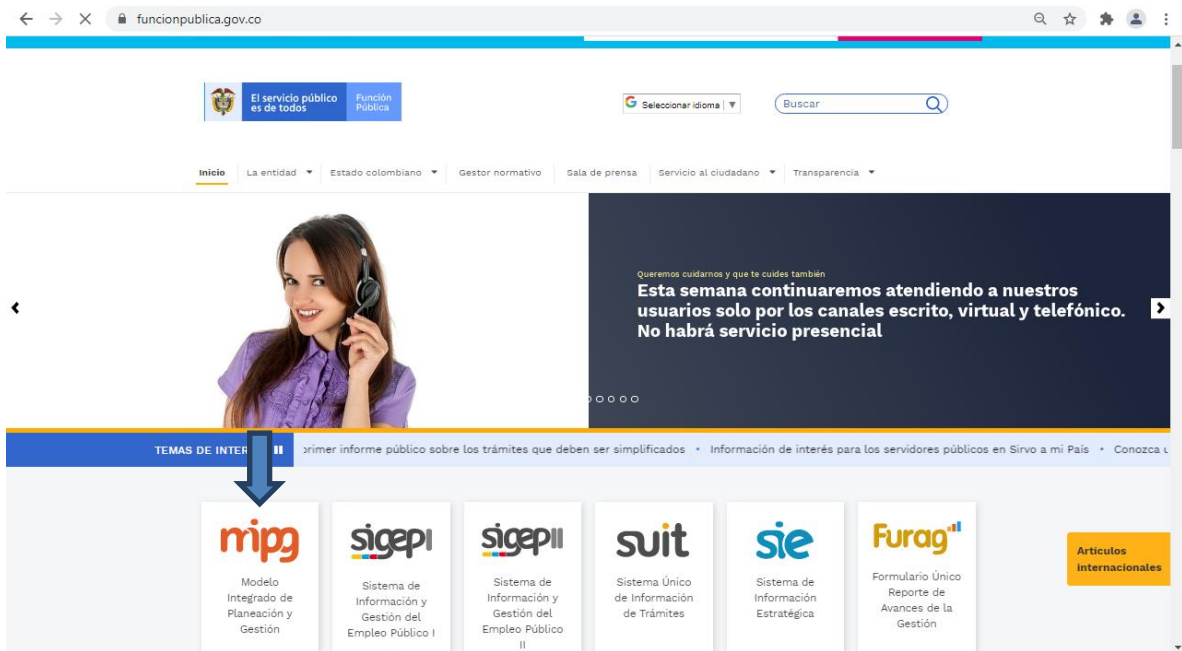 funcionpublica.gov.co
El servicio público
es de todos
Función
Pública
Seleccionar idioma
Buscar
Inicio
La entidad
Estado colombiano
Gestor normativo
Sala de prensa
Servicio al ciudadano
Transparencia
Queremos cuidarnos y que te cuides también
Esta semana continuaremos atendiendo a nuestros
usuarios solo por los canales escrito, virtual y telefónico.
No habrá servicio presencial
TEMAS DE INTER
primer informe público sobre los trámites que deben ser simplificados • Información de interés para los servidores públicos en Sirvo a mi País • Conozca
mipg
Modelo
Integrado de
Planeación y
Gestión
sigepI
Sistema de
Información y
Gestión del
Empleo Público I
sigepII
Sistema de
Información y
Gestión del
Empleo Público
II
suit
Sistema Único
de Información
de Trámites
sie
Sistema de
Información
Estratégica
Furag
Formulario Único
Reporte de
Avances de la
Gestión
Artículos
internacionales